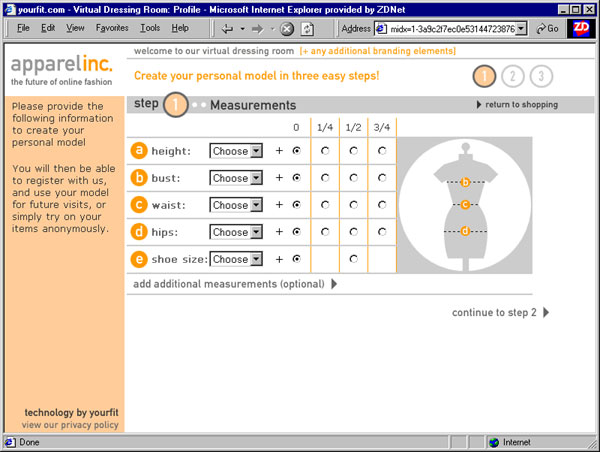 yourfit.com - Virtual Dressing Room: Profile - Microsoft Internet Explorer provided by ZDNet
File Edit View Favorites Tools Help
Address midx=1-3a9c2f7ec0e53144723876 Go ZD
apparelinc.
the future of online fashion
welcome to our virtual dressing room [+ any additional branding elements]
Create your personal model in three easy steps!
1 2 3
step 1 Measurements
return to shopping
Please provide the
following information
to create your
personal model
You will then be able
to register with us,
and use your model
for future visits, or
simply try on your
items anonymously.
0 1/4 1/2 3/4
a height: Choose +
b bust: Choose +
c waist: Choose +
d hips: Choose +
e shoe size: Choose +
b
c
d
add additional measurements (optional)
continue to step 2
technology by yourfit
view our privacy policy
Done
Internet